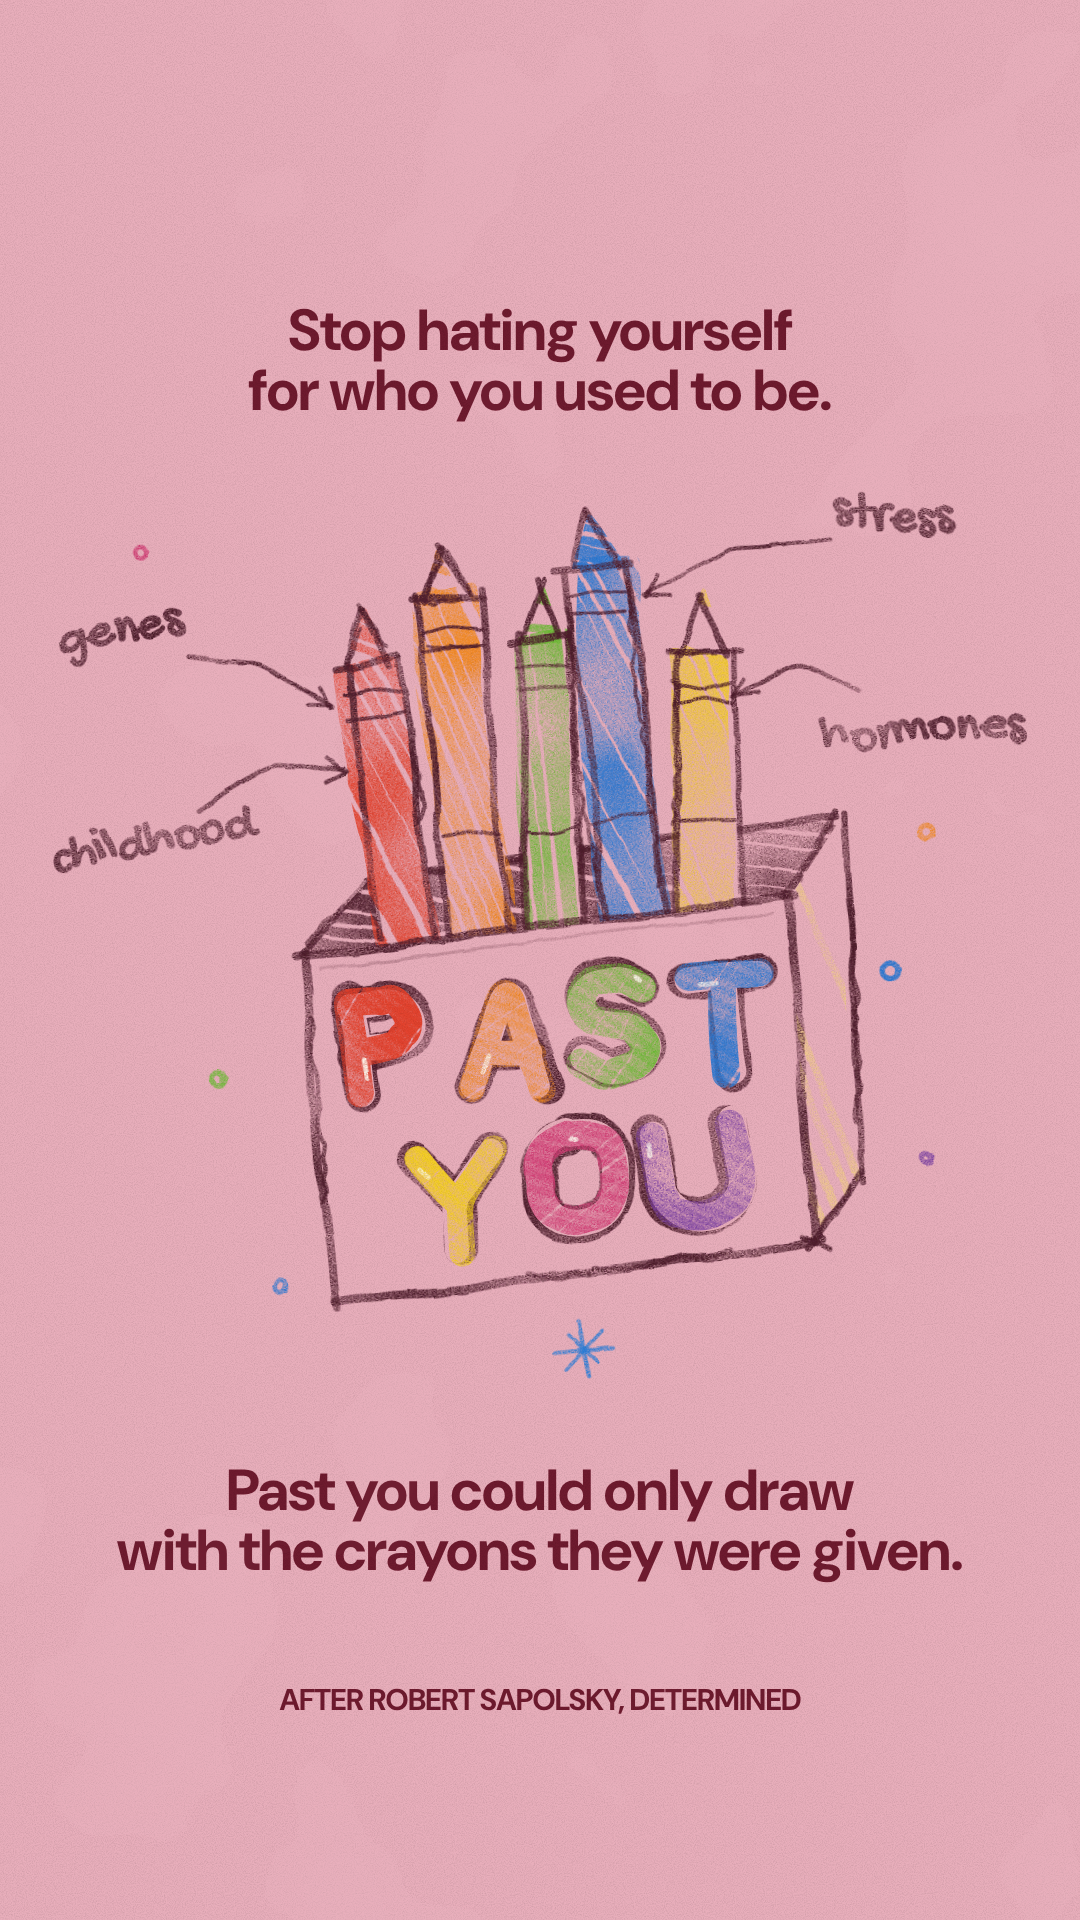 Stop hating yourself
for who you used to be.
stress
genes
hormones
childhood
PAST
YOU
Past you could only draw
with the crayons they were given.
AFTER ROBERT SAPOLSKY, DETERMINED